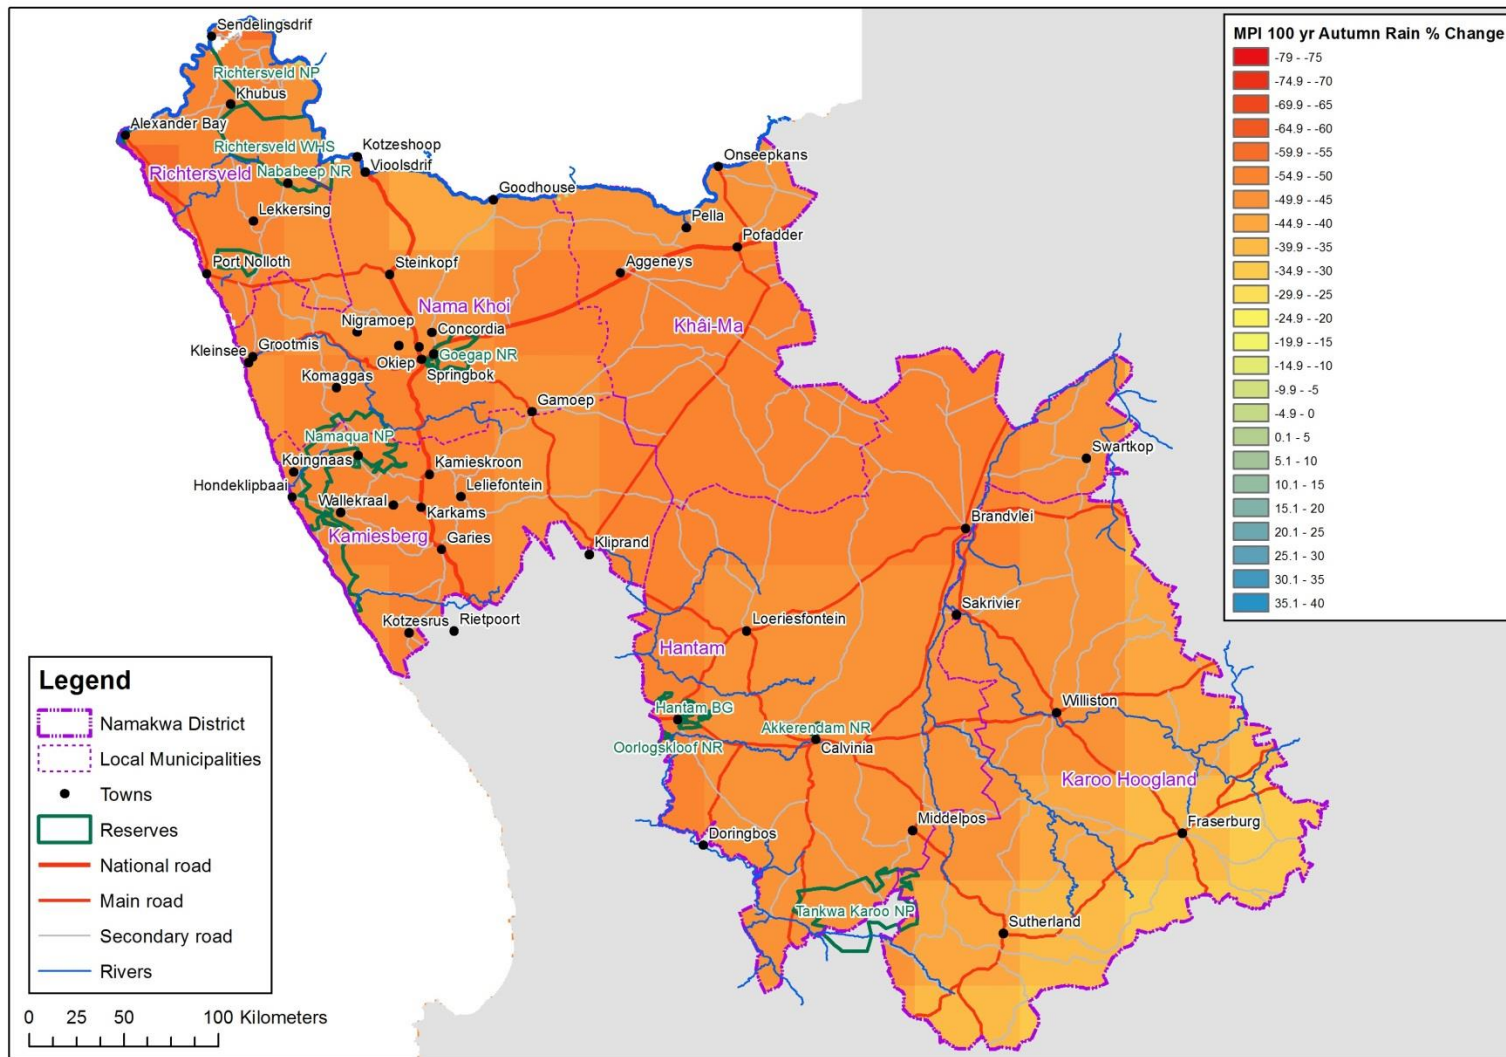 Sendelingsdrif
Richtersveld NP
Khubus
Alexander Bay
Richtersveld WHS
Kotzeshoop
Richtersveld
Nababeep NR
Vioolsdrif
Onseepkans
Goodhouse
Lekkersing
Pella
Pofadder
Port Nolloth
Steinkopf
Aggeneys
Nama Khoi
Khâi-Ma
Nigramoep
Concordia
Kleinsee
Grootmis
Okiep
Goegap NR
Springbok
Komaggas
Gamoep
Namaqua NP
Swartkop
Koingnaas
Kamieskroon
Hondeklipbaai
Wallekraal
Leliefontein
Karkams
Kamiesberg
Garies
Kliprand
Brandvlei
Sakrivier
Kotzesrus
Rietpoort
Loeriesfontein
Hantam
Hantam BG
Williston
Akkerendam NR
Oorlogskloof NR
Calvinia
Karoo Hoogland
Middelpos
Fraserburg
Doringbos
Tankwa Karoo NP
Sutherland
MPI 100 yr Autumn Rain % Change
-79 - -75
-74.9 - -70
-69.9 - -65
-64.9 - -60
-59.9 - -55
-54.9 - -50
-49.9 - -45
-44.9 - -40
-39.9 - -35
-34.9 - -30
-29.9 - -25
-24.9 - -20
-19.9 - -15
-14.9 - -10
-9.9 - -5
-4.9 - 0
0.1 - 5
5.1 - 10
10.1 - 15
15.1 - 20
20.1 - 25
25.1 - 30
30.1 - 35
35.1 - 40
Legend
Namakwa District
Local Municipalities
Towns
Reserves
National road
Main road
Secondary road
Rivers
0 25 50 100 Kilometers